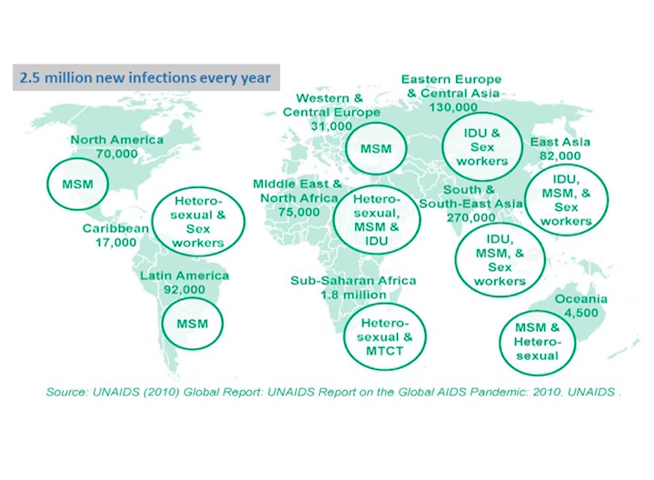 2.5 million new infections every year
Eastern Europe
& Central Asia
130,000
Western &
Central Europe
31,000
IDU &
Sex
workers
East Asia
82,000
North America
70,000
MSM
MSM
IDU,
MSM, &
Sex
workers
Middle East &
North Africa
75,000
Hetero-
sexual,
MSM &
IDU
South &
South-East Asia
270,000
Hetero-
sexual &
Sex
workers
Caribbean
17,000
IDU,
MSM, &
Sex
workers
Latin America
92,000
Sub-Saharan Africa
1.8 million
Oceania
4,500
MSM
Hetero-
sexual &
MTCT
MSM &
Hetero-
sexual
Source: UNAIDS (2010) Global Report: UNAIDS Report on the Global AIDS Pandemic: 2010. UNAIDS .